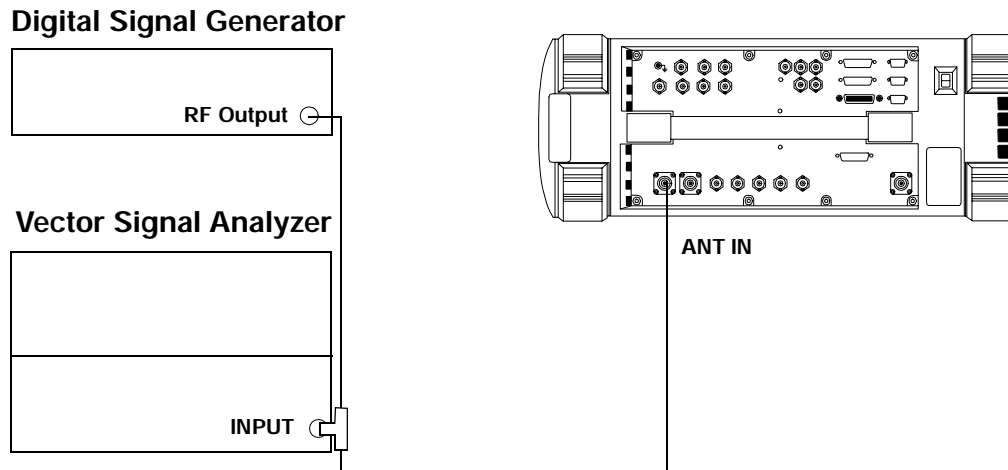 Digital Signal Generator
RF Output
Vector Signal Analyzer
INPUT
ANT IN